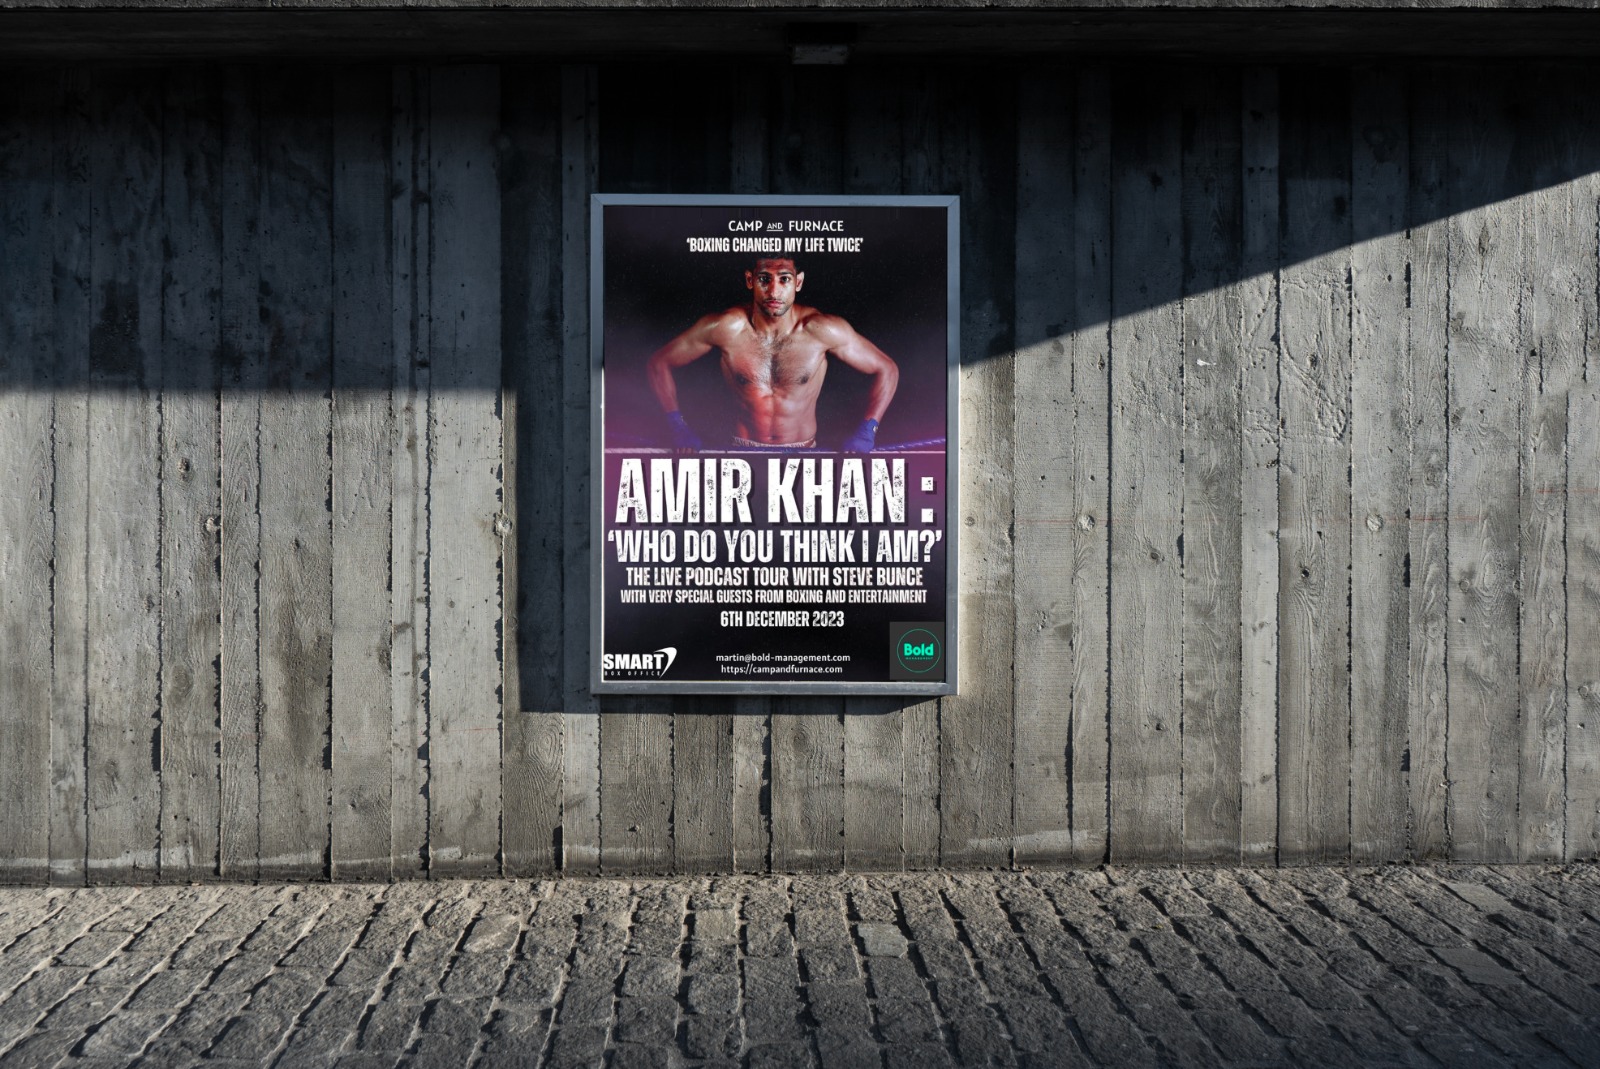 CAMP AND FURNACE
'BOXING CHANGED MY LIFE TWICE'
AMIR KHAN :
'WHO DO YOU THINK I AM?'
THE LIVE PODCAST TOUR WITH STEVE BUNCE
WITH VERY SPECIAL GUESTS FROM BOXING AND ENTERTAINMENT
6TH DECEMBER 2023
SMART
BOX OFFICE
martin@bold-management.com
https://campandfurnace.com
Bold